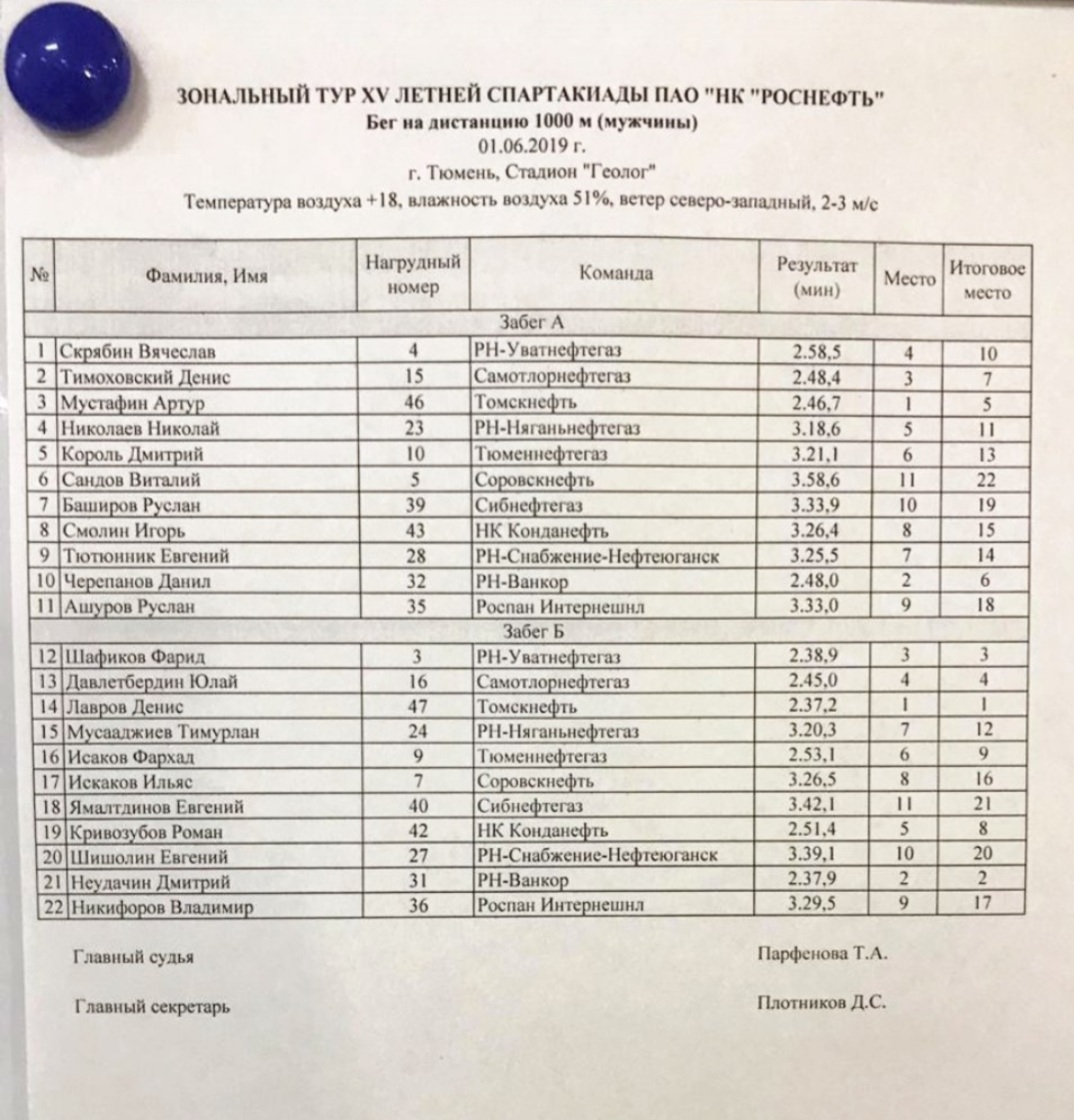 ЗОНАЛЬНЫЙ ТУР XV ЛЕТНЕЙ СПАРТАКИАДЫ ПАО "НК "РОСНЕФТЬ"
Бег на дистанцию 1000 м (мужчины)
01.06.2019 г.
г. Тюмень, Стадион "Геолог"
Температура воздуха +18, влажность воздуха 51%, ветер северо-западный, 2-3 м/с
№ Фамилия, Имя Нагрудный номер Команда Результат (мин) Место Итоговое место
Забег А
1 Скрябин Вячеслав 4 РН-Уватнефтегаз 2.58,5 4 10
2 Тимоховский Денис 15 Самотлорнефтегаз 2.48,4 3 7
3 Мустафин Артур 46 Томскнефть 2.46,7 1 5
4 Николаев Николай 23 РН-Няганьнефтегаз 3.18,6 5 11
5 Король Дмитрий 10 Тюменнефтегаз 3.21,1 6 13
6 Сандов Виталий 5 Соровскнефть 3.58,6 11 22
7 Баширов Руслан 39 Сибнефтегаз 3.33,9 10 19
8 Смолин Игорь 43 НК Конданефть 3.26,4 8 15
9 Тютюнник Евгений 28 РН-Снабжение-Нефтеюганск 3.25,5 7 14
10 Черепанов Данил 32 РН-Ванкор 2.48,0 2 6
11 Ашуров Руслан 35 Роспан Интернешнл 3.33,0 9 18
Забег Б
12 Шафиков Фарид 3 РН-Уватнефтегаз 2.38,9 3 3
13 Давлетбердин Юлай 16 Самотлорнефтегаз 2.45,0 4 4
14 Лавров Денис 47 Томскнефть 2.37,2 1 1
15 Мусааджиев Тимурлан 24 РН-Няганьнефтегаз 3.20,3 7 12
16 Исаков Фархад 9 Тюменнефтегаз 2.53,1 6 9
17 Искаков Ильяс 7 Соровскнефть 3.26,5 8 16
18 Ямалтдинов Евгений 40 Сибнефтегаз 3.42,1 11 21
19 Кривозубов Роман 42 НК Конданефть 2.51,4 5 8
20 Шишолин Евгений 27 РН-Снабжение-Нефтеюганск 3.39,1 10 20
21 Неудачин Дмитрий 31 РН-Ванкор 2.37,9 2 2
22 Никифоров Владимир 36 Роспан Интернешнл 3.29,5 9 17
Главный судья Парфенова Т.А.
Главный секретарь Плотников Д.С.